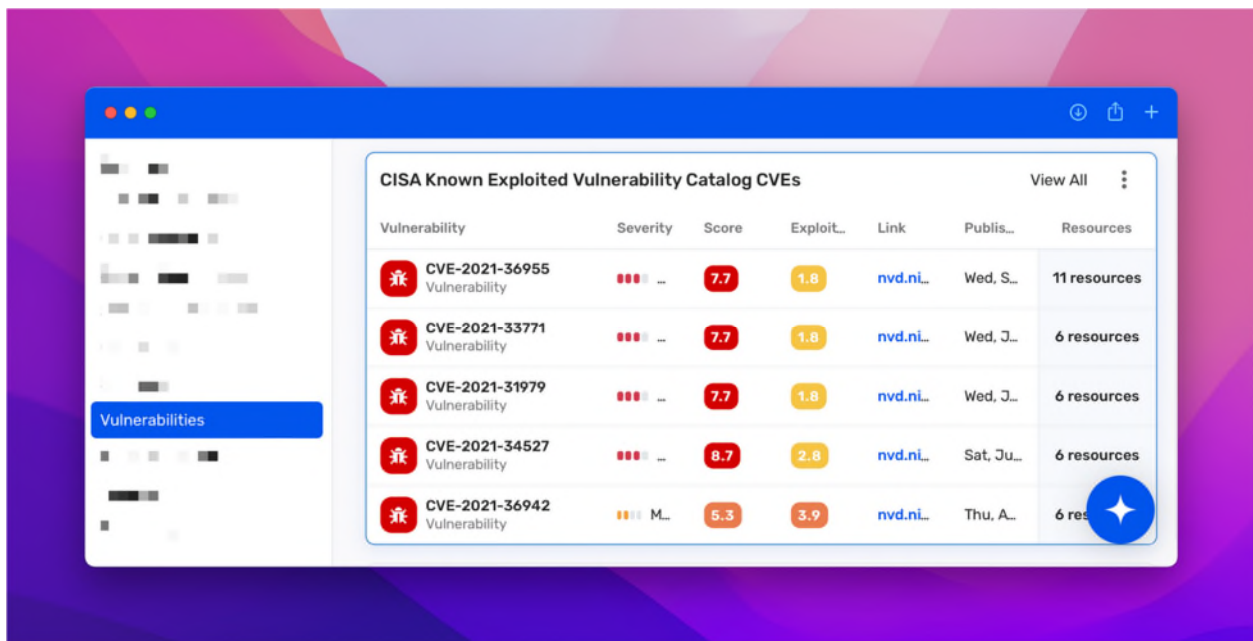 CISA Known Exploited Vulnerability Catalog CVEs View All
Vulnerability Severity Score Exploit... Link Publis... Resources
CVE-2021-36955
Vulnerability
... 7.7 1.8 nvd.ni... Wed, S... 11 resources
CVE-2021-33771
Vulnerability
... 7.7 1.8 nvd.ni... Wed, J... 6 resources
CVE-2021-31979
Vulnerability
... 7.7 1.8 nvd.ni... Wed, J... 6 resources
Vulnerabilities
CVE-2021-34527
Vulnerability
... 8.7 2.8 nvd.ni... Sat, Ju... 6 resources
CVE-2021-36942
Vulnerability
M... 5.3 3.9 nvd.ni... Thu, A... 6 res